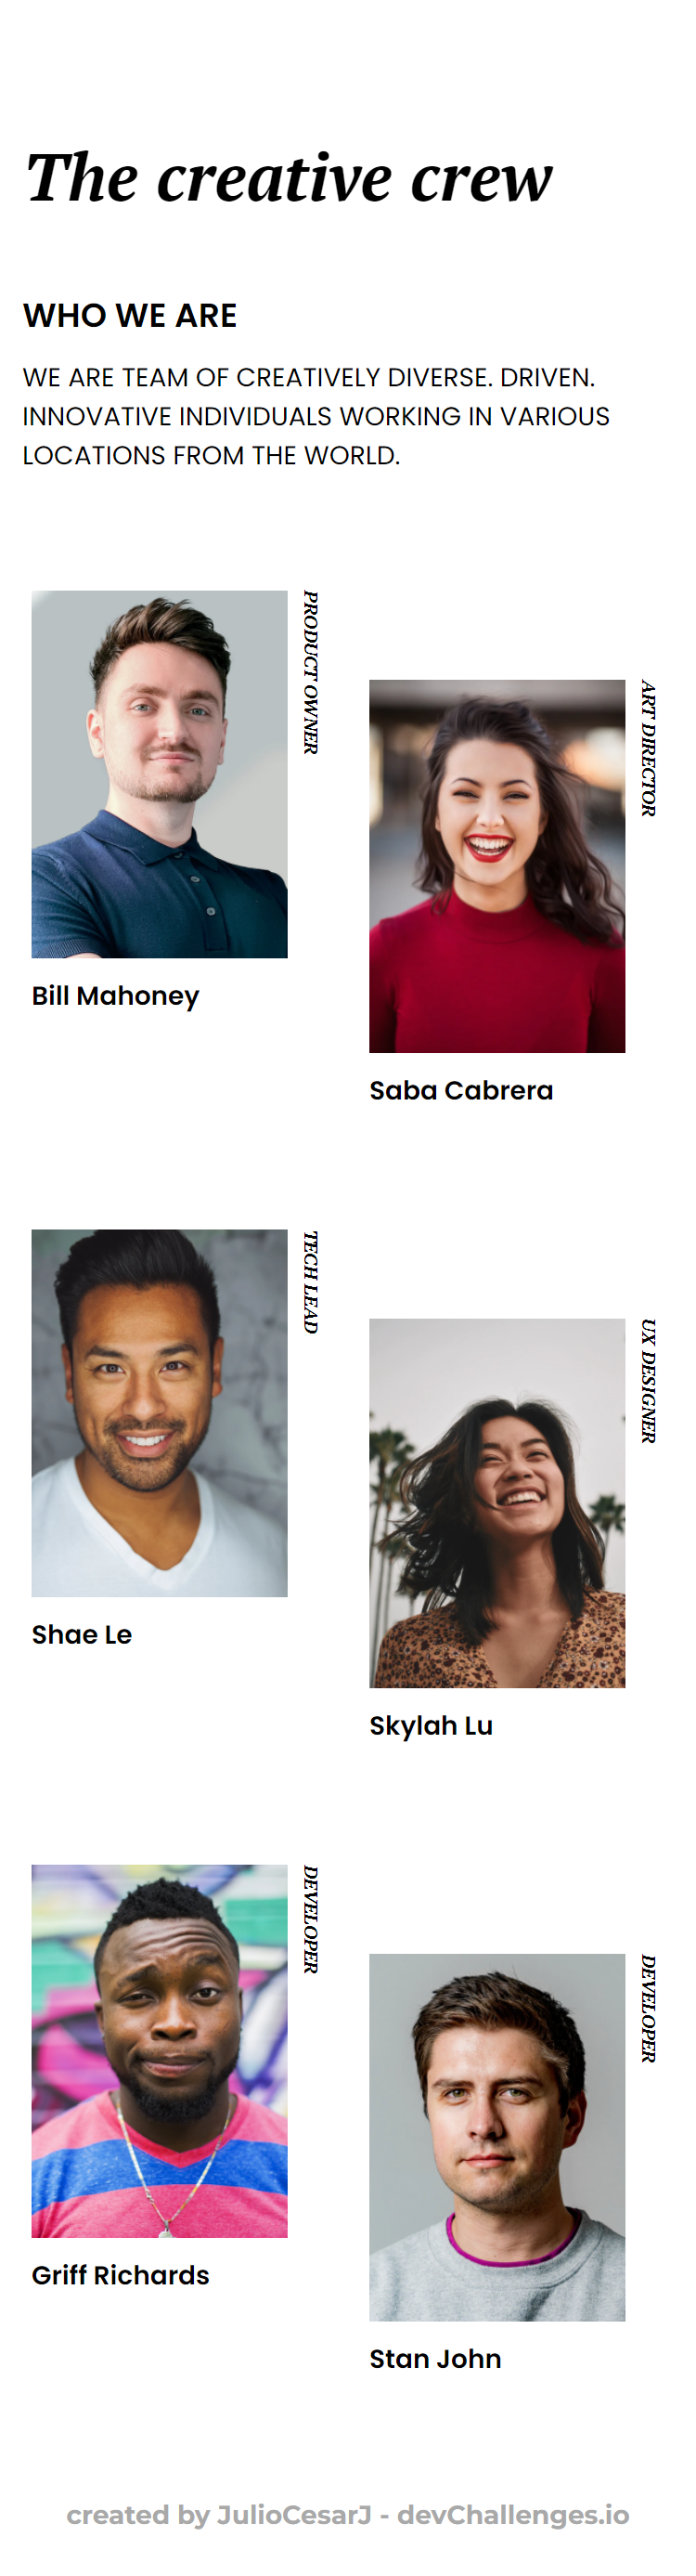 The creative crew
WHO WE ARE
WE ARE TEAM OF CREATIVELY DIVERSE. DRIVEN.
INNOVATIVE INDIVIDUALS WORKING IN VARIOUS
LOCATIONS FROM THE WORLD.
PRODUCT OWNER
Bill Mahoney
ART DIRECTOR
Saba Cabrera
TECH LEAD
Shae Le
UX DESIGNER
Skylah Lu
DEVELOPER
Griff Richards
DEVELOPER
Stan John
created by JulioCesarJ - devChallenges.io